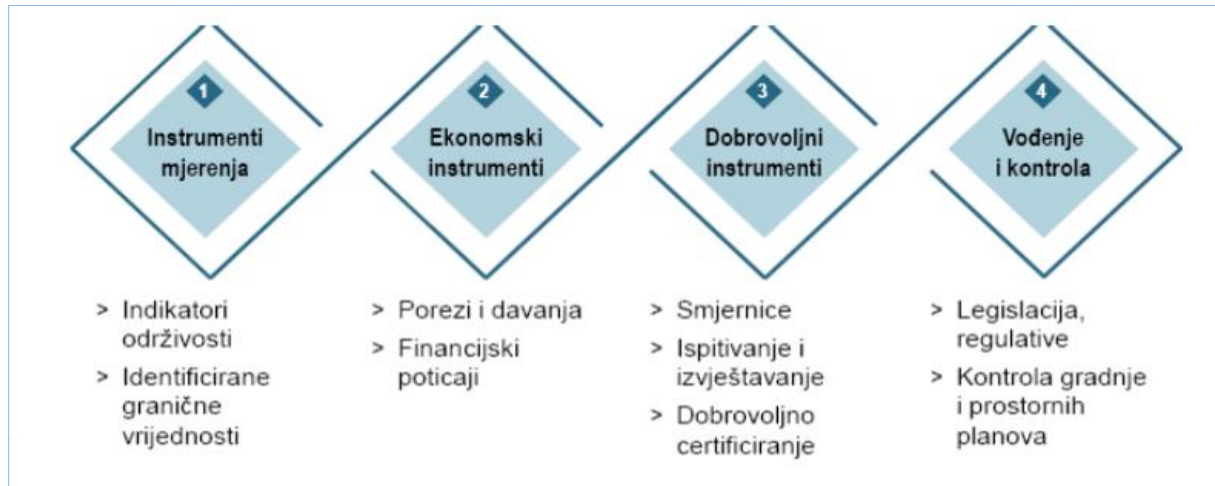 1
Instrumenti
mjerenja
> Indikatori
održivosti
> Identificirane
granične
vrijednosti
2
Ekonomski
instrumenti
> Porezi i davanja
> Financijski
poticaji
3
Dobrovoljni
instrumenti
> Smjernice
> Ispitivanje i
izvještavanje
> Dobrovoljno
certificiranje
4
Vođenje
i kontrola
> Legislacija,
regulative
> Kontrola gradnje
i prostornih
planova